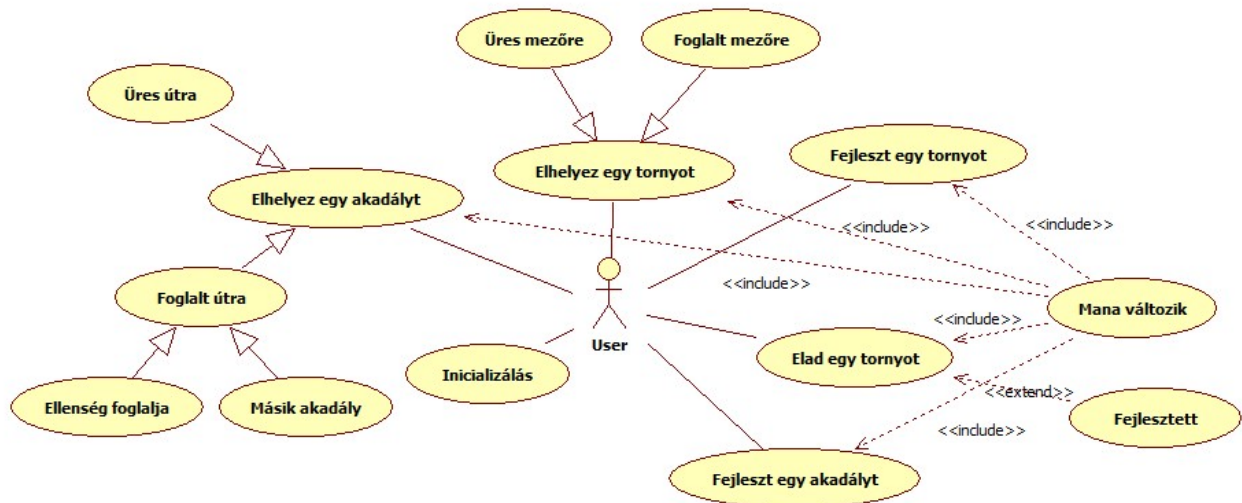 Üres mezőre
Foglalt mezőre
Üres útra
Elhelyez egy tornyot
Fejleszt egy tornyot
Elhelyez egy akadályt
<<include>>
<<include>>
<<include>>
Foglalt útra
Mana változik
<<include>>
User
Elad egy tornyot
Inicializálás
<<extend>>
Ellenség foglalja
Másik akadály
Fejlesztett
<<include>>
Fejleszt egy akadályt